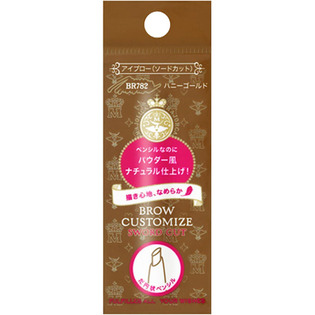 アイブロー(ソードカット)
BR782
ハニーゴールド
ペンシルなのに
パウダー風
ナチュラル仕上げ!
描き心地、なめらか
BROW
CUSTOMIZE
SWORD CUT